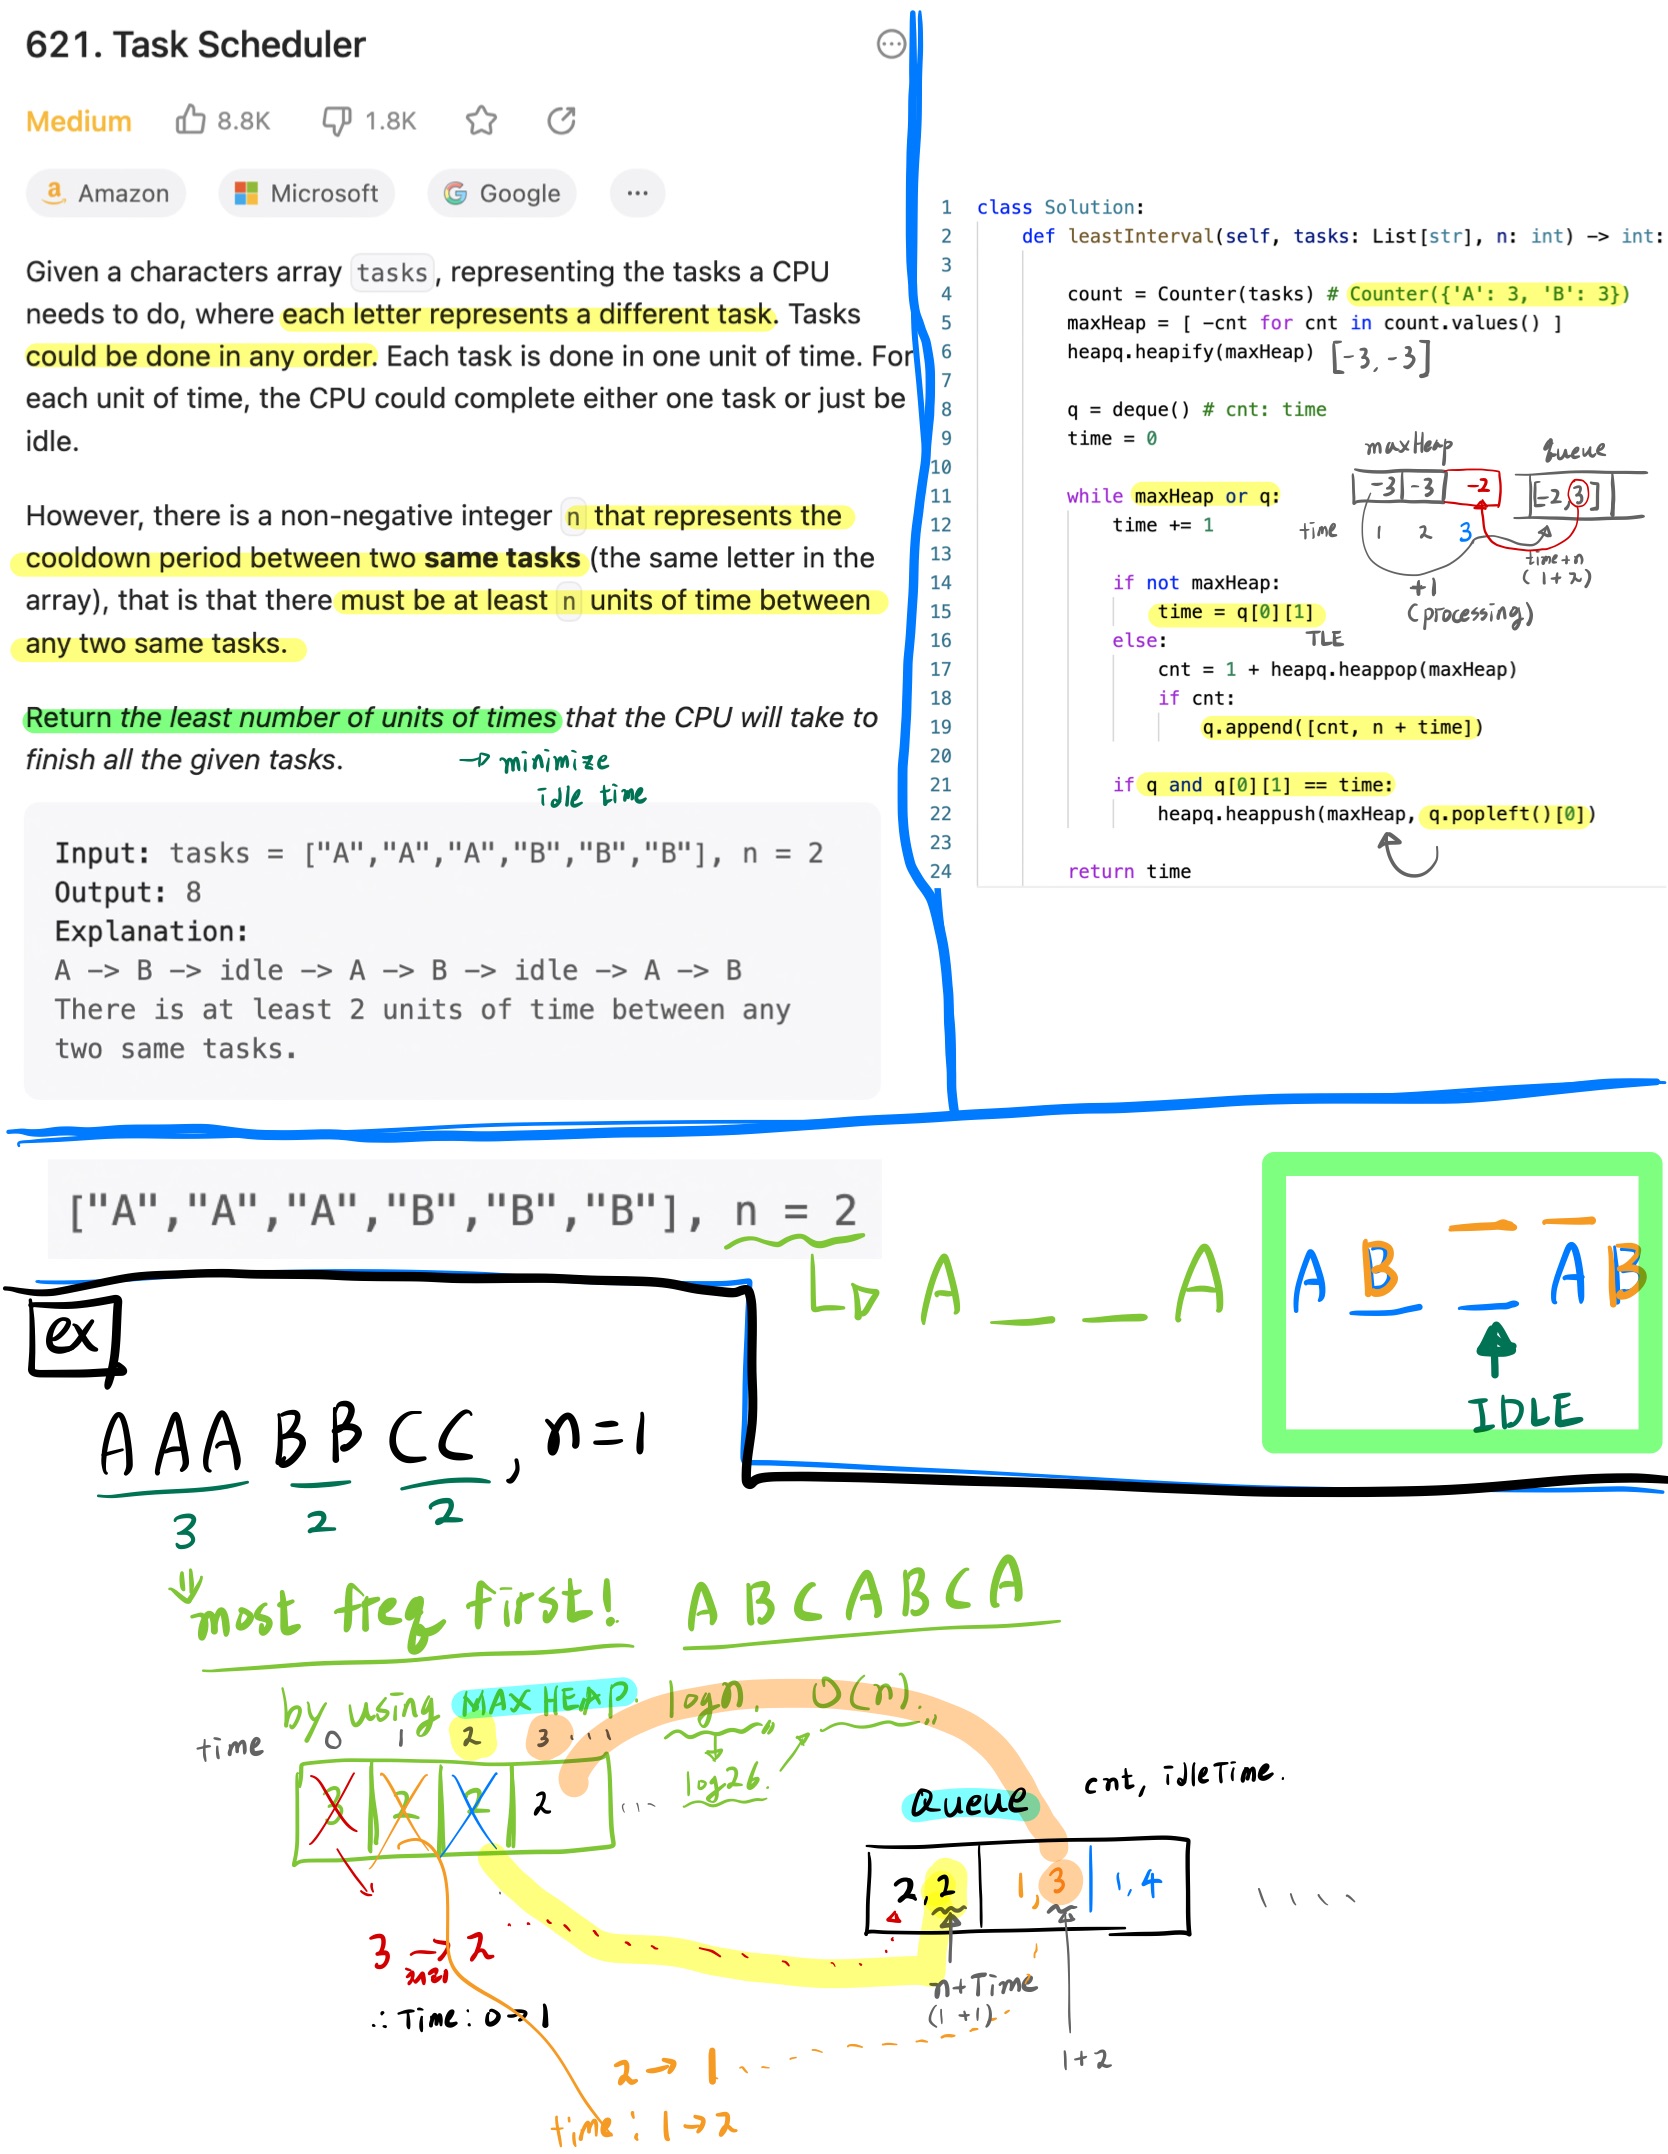 621. Task Scheduler
Medium 8.8K 1.8K
Amazon Microsoft Google ...
Given a characters array tasks, representing the tasks a CPU
needs to do, where each letter represents a different task. Tasks
could be done in any order. Each task is done in one unit of time. For
each unit of time, the CPU could complete either one task or just be
idle.
However, there is a non-negative integer n that represents the
cooldown period between two same tasks (the same letter in the
array), that is that there must be at least n units of time between
any two same tasks.
Return the least number of units of times that the CPU will take to
finish all the given tasks.
→ minimize
idle time
Input: tasks = ["A","A","A","B","B","B"], n = 2
Output: 8
Explanation:
A -> B -> idle -> A -> B -> idle -> A -> B
There is at least 2 units of time between any
two same tasks.
1 class Solution:
2 def leastInterval(self, tasks: List[str], n: int) -> int:
3
4 count = Counter(tasks) # Counter({'A': 3, 'B': 3})
5 maxHeap = [ -cnt for cnt in count.values() ]
6 heapq.heapify(maxHeap) [-3, -3]
7
8 q = deque() # cnt: time
9 time = 0
10
11 while maxHeap or q:
12 time += 1
13
14 if not maxHeap:
15 time = q[0][1]
16 else:
17 cnt = 1 + heapq.heappop(maxHeap)
18 if cnt:
19 q.append([cnt, n + time])
20
21 if q and q[0][1] == time:
22 heapq.heappush(maxHeap, q.popleft()[0])
23
24 return time
maxHeap Queue
-3 -3 -2 [-2, 3]
time 1 2 3
time+n
(1+2)
+1
(processing)
TLE
["A","A","A","B","B","B"], n = 2
A _ _ A
A B _ A B
IDLE
ex
A A A B B C C , n=1
3 2 2
most freq first! A B C A B C A
by using MAX HEAP. logn. O(n).
log26.
time 0 1 2 3 ...
3 2 2 2 ...
Queue cnt, idleTime.
2, 2 1, 3 1, 4
3 → 2
∴ Time: 0→1
n+Time
(1+1)
1+2
2 → 1
time: 1→2